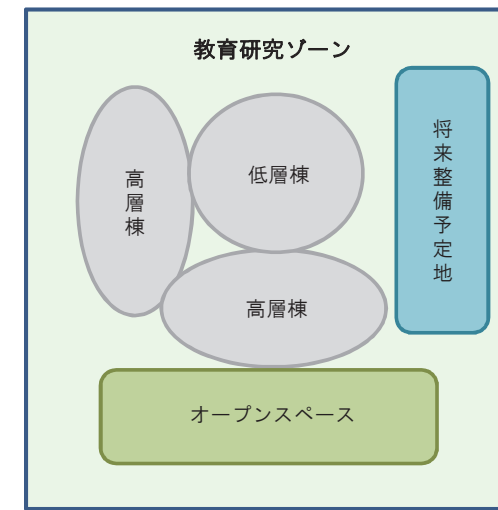 教育研究ゾーン
高層棟
低層棟
将来整備予定地
高層棟
オープンスペース